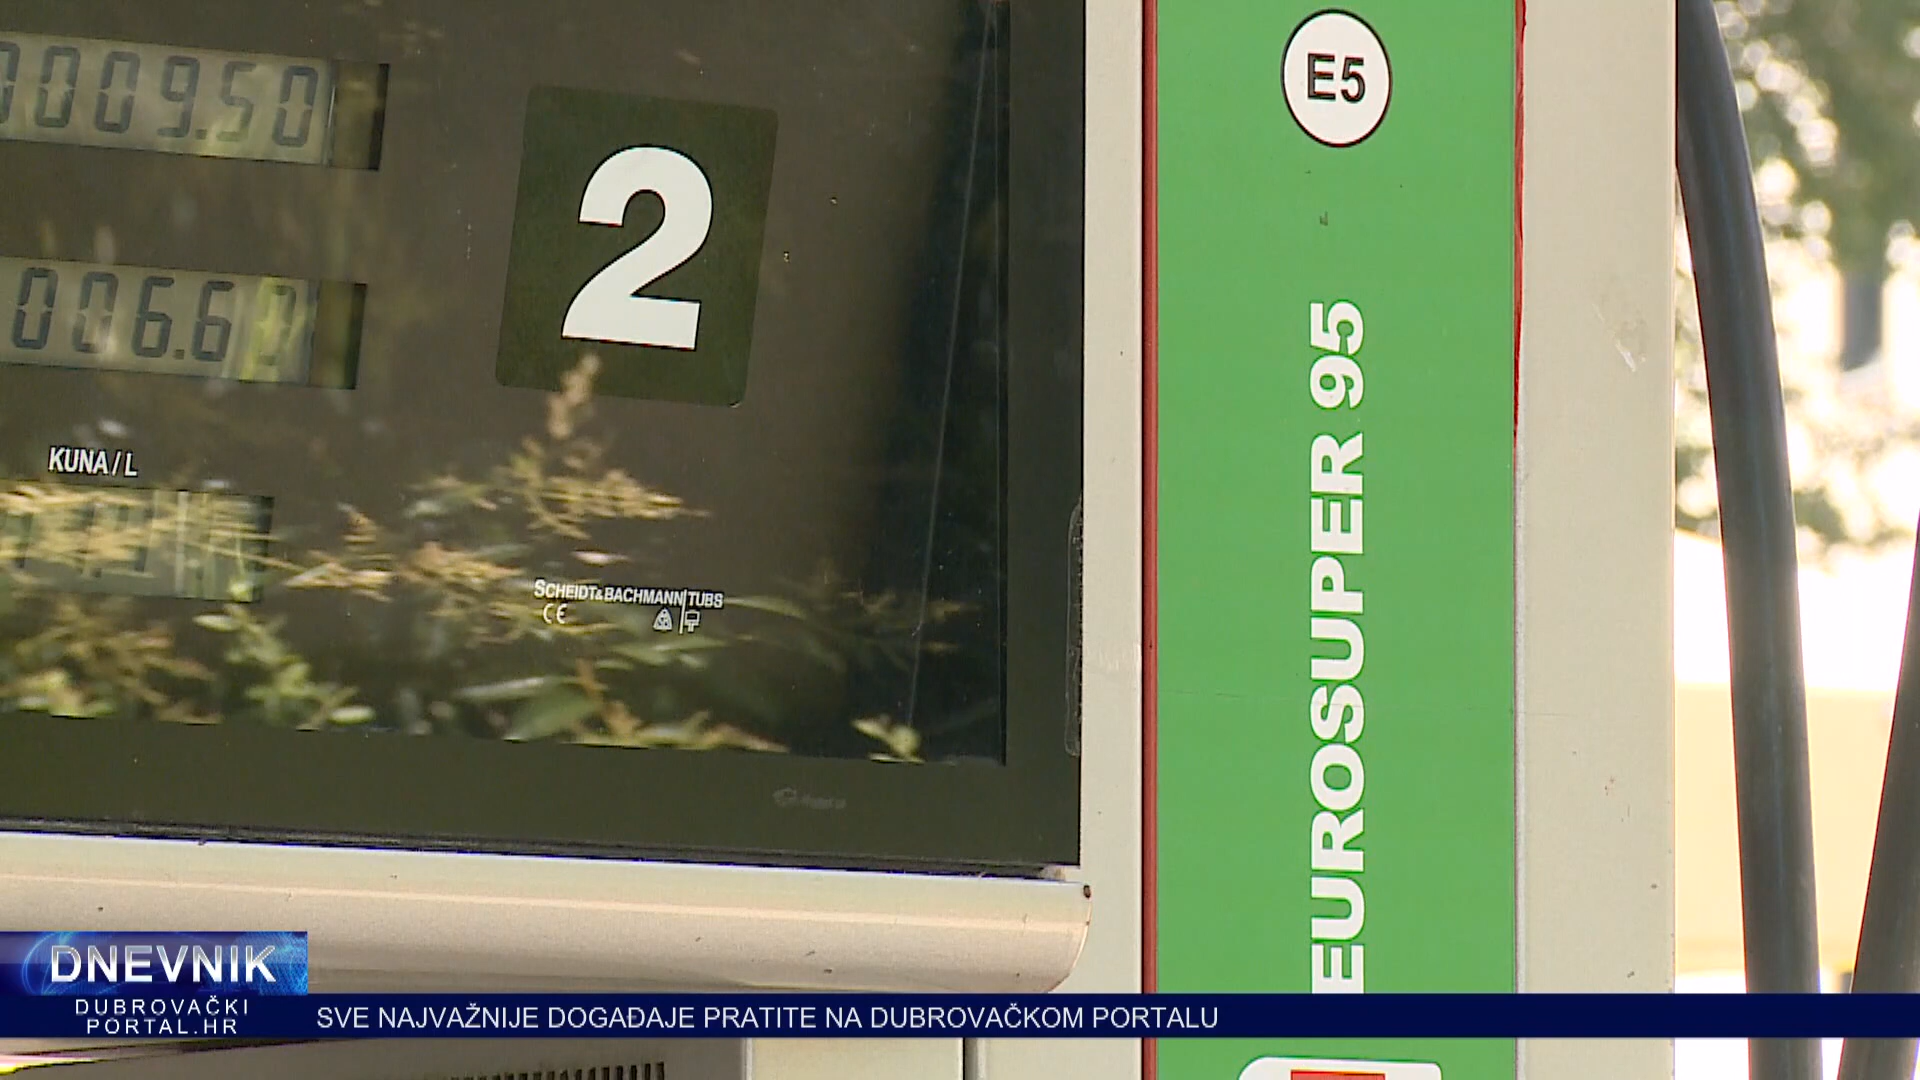 0009.50
2
006.60
KUNA/L
SCHEIDT&BACHMANN TUBS
CE
E5
EUROSUPER 95
DNEVNIK
DUBROVAČKI
PORTAL.HR
SVE NAJVAŽNIJE DOGAĐAJE PRATITE NA DUBROVAČKOM PORTALU